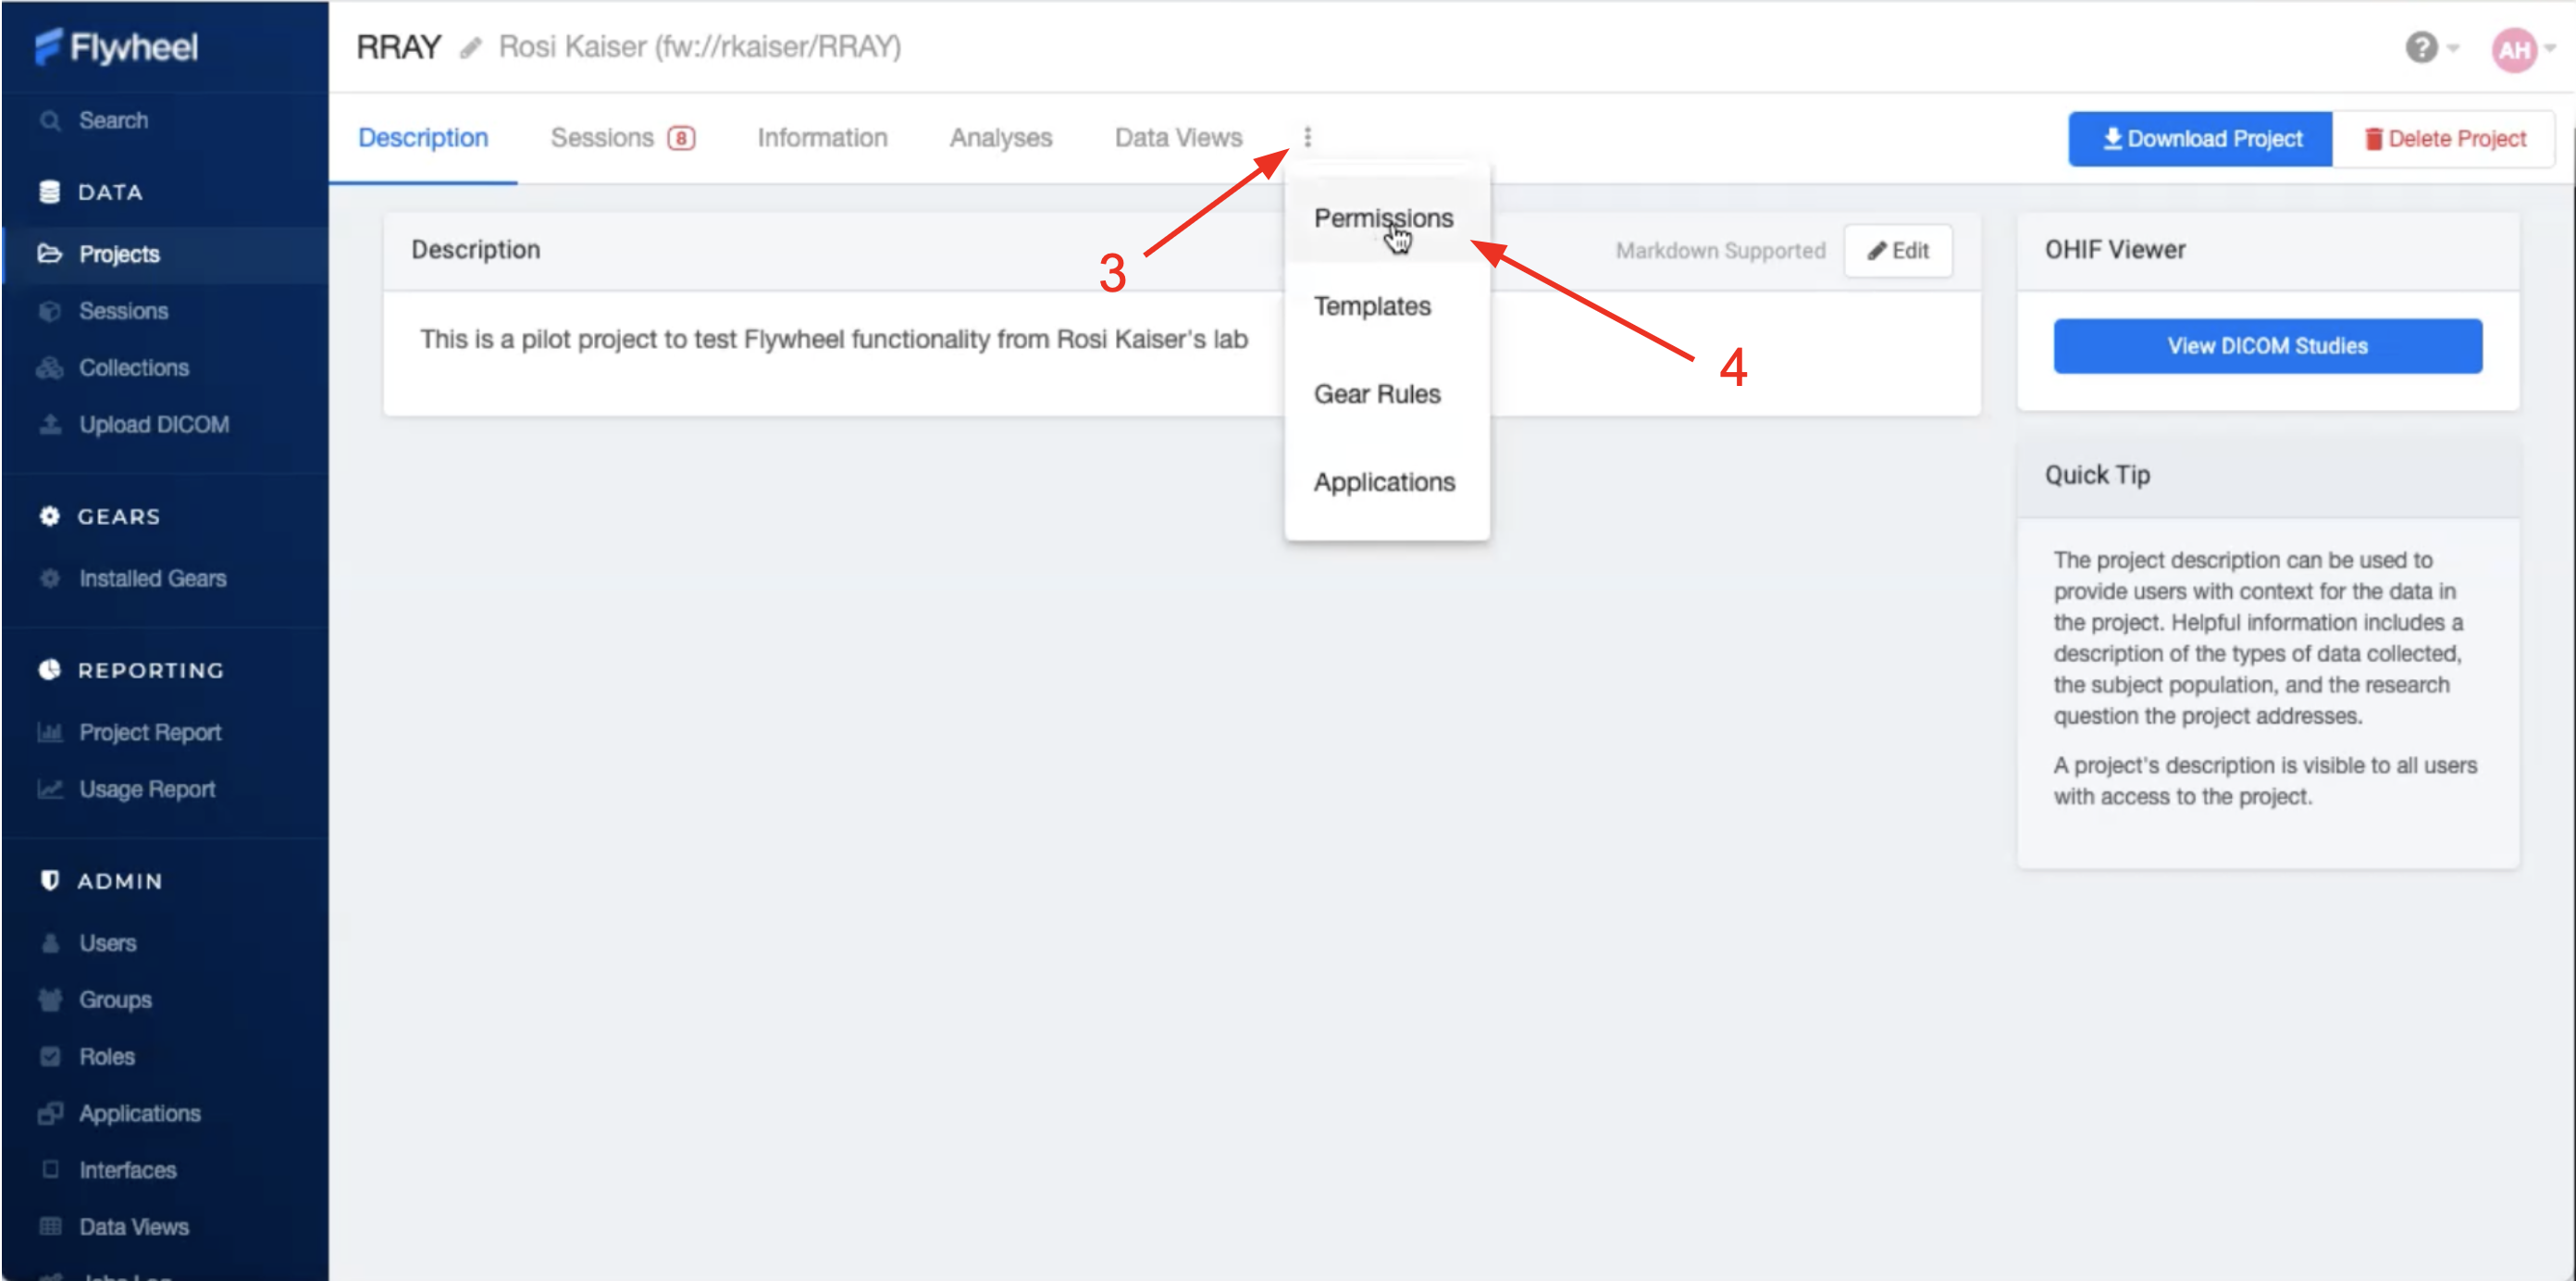 Flywheel
RRAY Rosi Kaiser (fw://rkaiser/RRAY)
? AH
Search
DATA
Projects
Sessions
Collections
Upload DICOM
GEARS
Installed Gears
REPORTING
Project Report
Usage Report
ADMIN
Users
Groups
Roles
Applications
Interfaces
Data Views
Jobs Log
Description Sessions 8 Information Analyses Data Views
Download Project Delete Project
3
Permissions
Templates
Gear Rules
Applications
4
Description
Markdown Supported Edit
This is a pilot project to test Flywheel functionality from Rosi Kaiser's lab
OHIF Viewer
View DICOM Studies
Quick Tip
The project description can be used to
provide users with context for the data in
the project. Helpful information includes a
description of the types of data collected,
the subject population, and the research
question the project addresses.
A project's description is visible to all users
with access to the project.